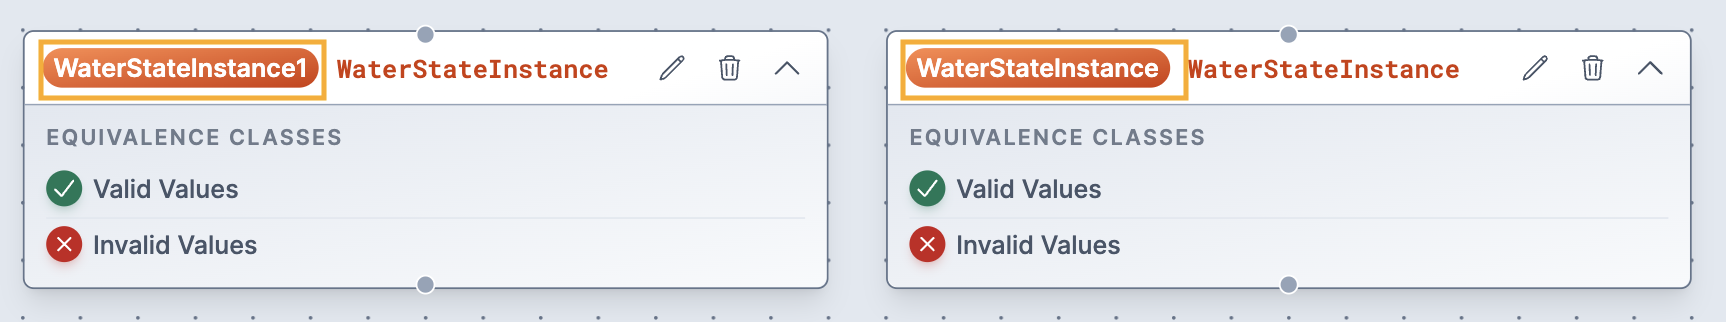 WaterStateInstance1 WaterStateInstance
EQUIVALENCE CLASSES
Valid Values
Invalid Values
WaterStateInstance WaterStateInstance
EQUIVALENCE CLASSES
Valid Values
Invalid Values